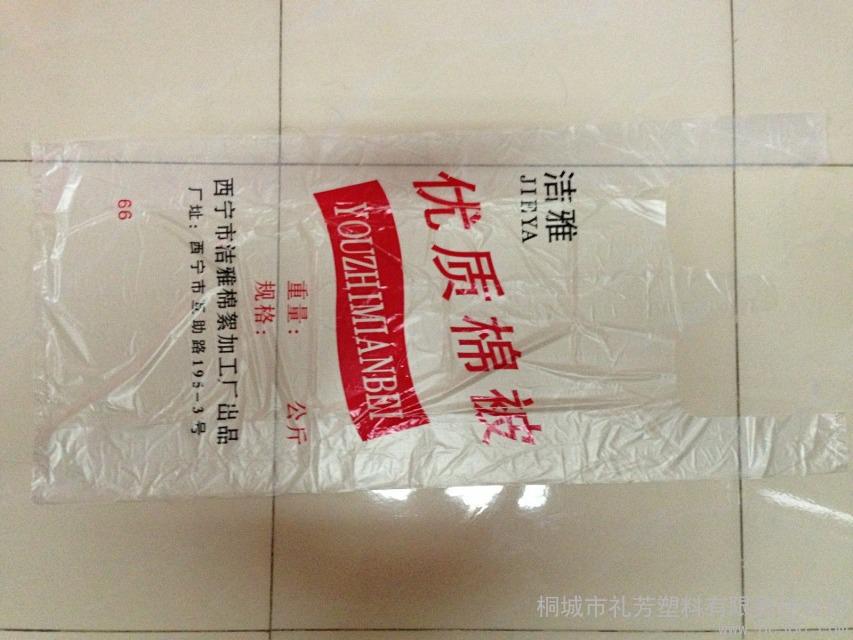 洁雅
JIEYA
优质棉被
YOUZHIMIANBEI
重量： 公斤
规格：
西宁市洁雅棉絮加工厂出品
厂址：西宁市互助路195-3号
66
桐城市礼芳塑料有限